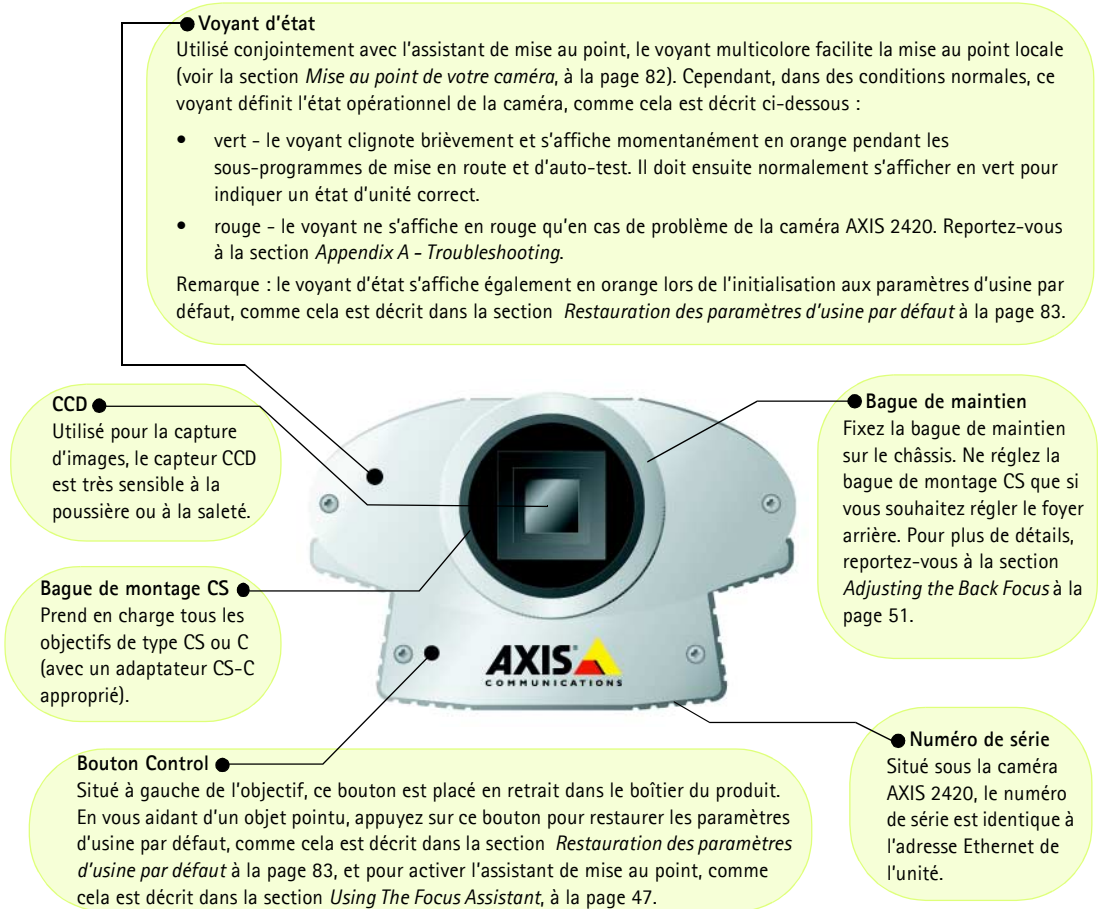 Voyant d'état
Utilisé conjointement avec l'assistant de mise au point, le voyant multicolore facilite la mise au point locale
(voir la section Mise au point de votre caméra, à la page 82). Cependant, dans des conditions normales, ce
voyant définit l'état opérationnel de la caméra, comme cela est décrit ci-dessous :
• vert - le voyant clignote brièvement et s'affiche momentanément en orange pendant les
sous-programmes de mise en route et d'auto-test. Il doit ensuite normalement s'afficher en vert pour
indiquer un état d'unité correct.
• rouge - le voyant ne s'affiche en rouge qu'en cas de problème de la caméra AXIS 2420. Reportez-vous
à la section Appendix A - Troubleshooting.
Remarque : le voyant d'état s'affiche également en orange lors de l'initialisation aux paramètres d'usine par
défaut, comme cela est décrit dans la section Restauration des paramètres d'usine par défaut à la page 83.
CCD
Utilisé pour la capture
d'images, le capteur CCD
est très sensible à la
poussière ou à la saleté.
Bague de maintien
Fixez la bague de maintien
sur le châssis. Ne réglez la
bague de montage CS que si
vous souhaitez régler le foyer
arrière. Pour plus de détails,
reportez-vous à la section
Adjusting the Back Focus à la
page 51.
Bague de montage CS
Prend en charge tous les
objectifs de type CS ou C
(avec un adaptateur CS-C
approprié).
AXIS
COMMUNICATIONS
Bouton Control
Situé à gauche de l'objectif, ce bouton est placé en retrait dans le boîtier du produit.
En vous aidant d'un objet pointu, appuyez sur ce bouton pour restaurer les paramètres
d'usine par défaut, comme cela est décrit dans la section Restauration des paramètres
d'usine par défaut à la page 83, et pour activer l'assistant de mise au point, comme
cela est décrit dans la section Using The Focus Assistant, à la page 47.
Numéro de série
Situé sous la caméra
AXIS 2420, le numéro
de série est identique à
l'adresse Ethernet de
l'unité.